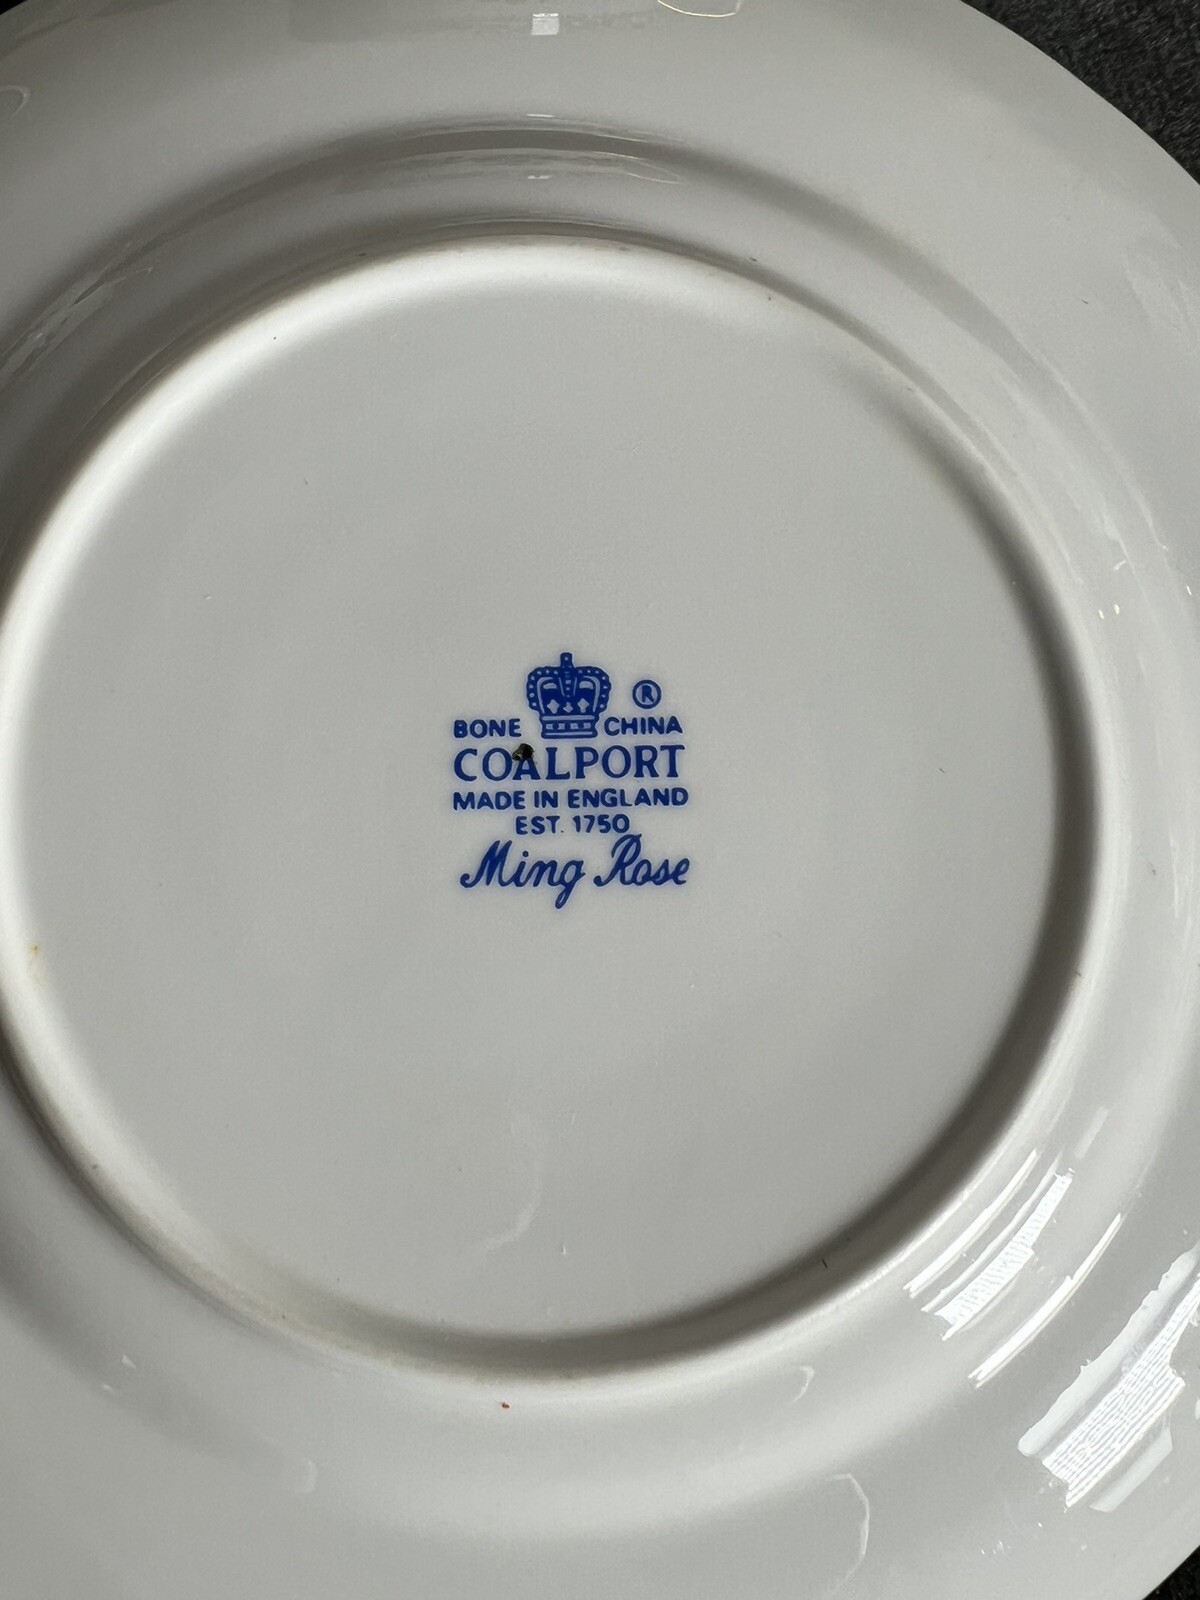 ®
BONE CHINA
COALPORT
MADE IN ENGLAND
EST. 1750
Ming Rose